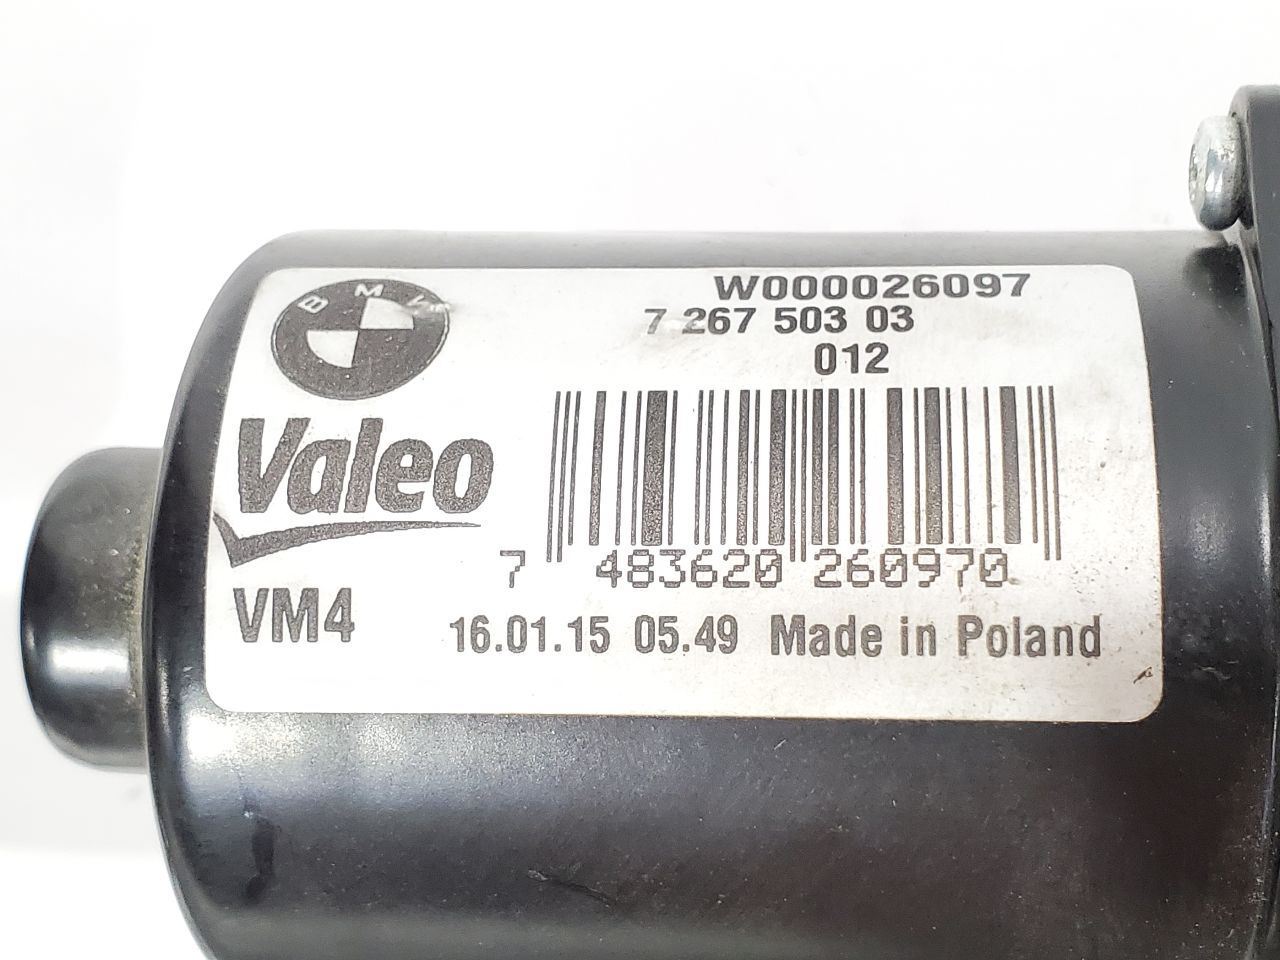 BMW
W000026097
7 267 503 03
012
Valeo
7 483620 260970
VM4
16.01.15 05.49 Made in Poland